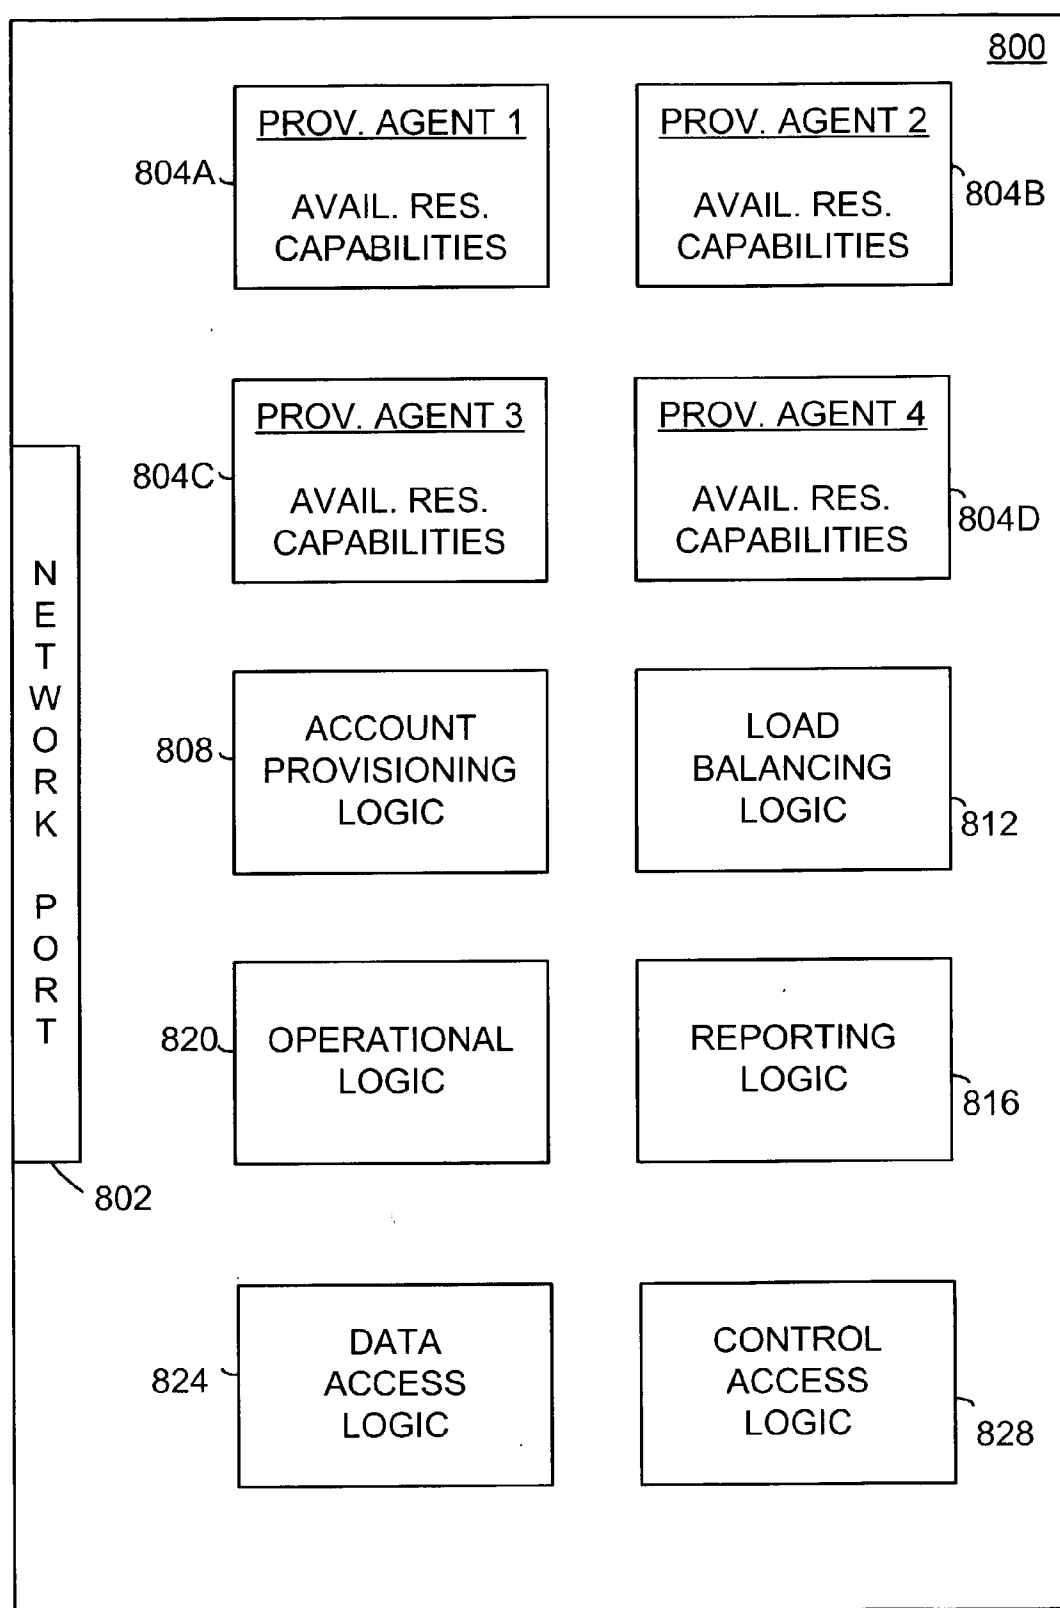 800
PROV. AGENT 1
AVAIL. RES.
CAPABILITIES
804A
PROV. AGENT 2
AVAIL. RES.
CAPABILITIES
804B
PROV. AGENT 3
AVAIL. RES.
CAPABILITIES
804C
PROV. AGENT 4
AVAIL. RES.
CAPABILITIES
804D
NETWORK PORT
802
ACCOUNT
PROVISIONING
LOGIC
808
LOAD
BALANCING
LOGIC
812
OPERATIONAL
LOGIC
820
REPORTING
LOGIC
816
DATA
ACCESS
LOGIC
824
CONTROL
ACCESS
LOGIC
828